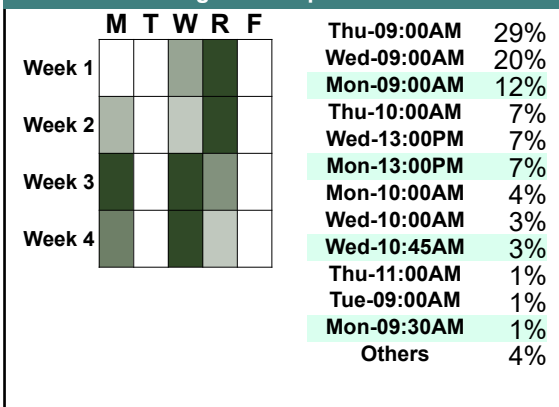 M T W R F
Week 1
Week 2
Week 3
Week 4
Thu-09:00AM 29%
Wed-09:00AM 20%
Mon-09:00AM 12%
Thu-10:00AM 7%
Wed-13:00PM 7%
Mon-13:00PM 7%
Mon-10:00AM 4%
Wed-10:00AM 3%
Wed-10:45AM 3%
Thu-11:00AM 1%
Tue-09:00AM 1%
Mon-09:30AM 1%
Others 4%